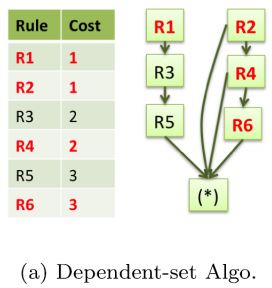 Rule Cost
R1 1
R2 1
R3 2
R4 2
R5 3
R6 3
R1 R2
R3 R4
R5 R6
(*)
(a) Dependent-set Algo.